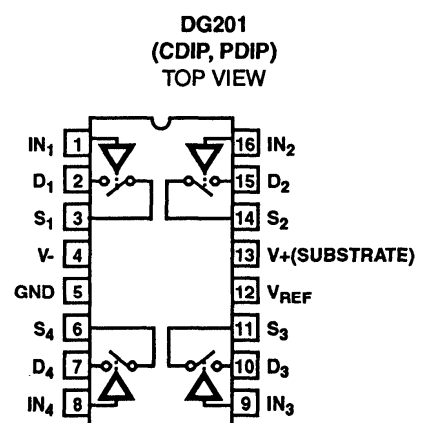 DG201
(CDIP, PDIP)
TOP VIEW
IN1 1 16 IN2
D1 2 15 D2
S1 3 14 S2
V- 4 13 V+(SUBSTRATE)
GND 5 12 VREF
S4 6 11 S3
D4 7 10 D3
IN4 8 9 IN3